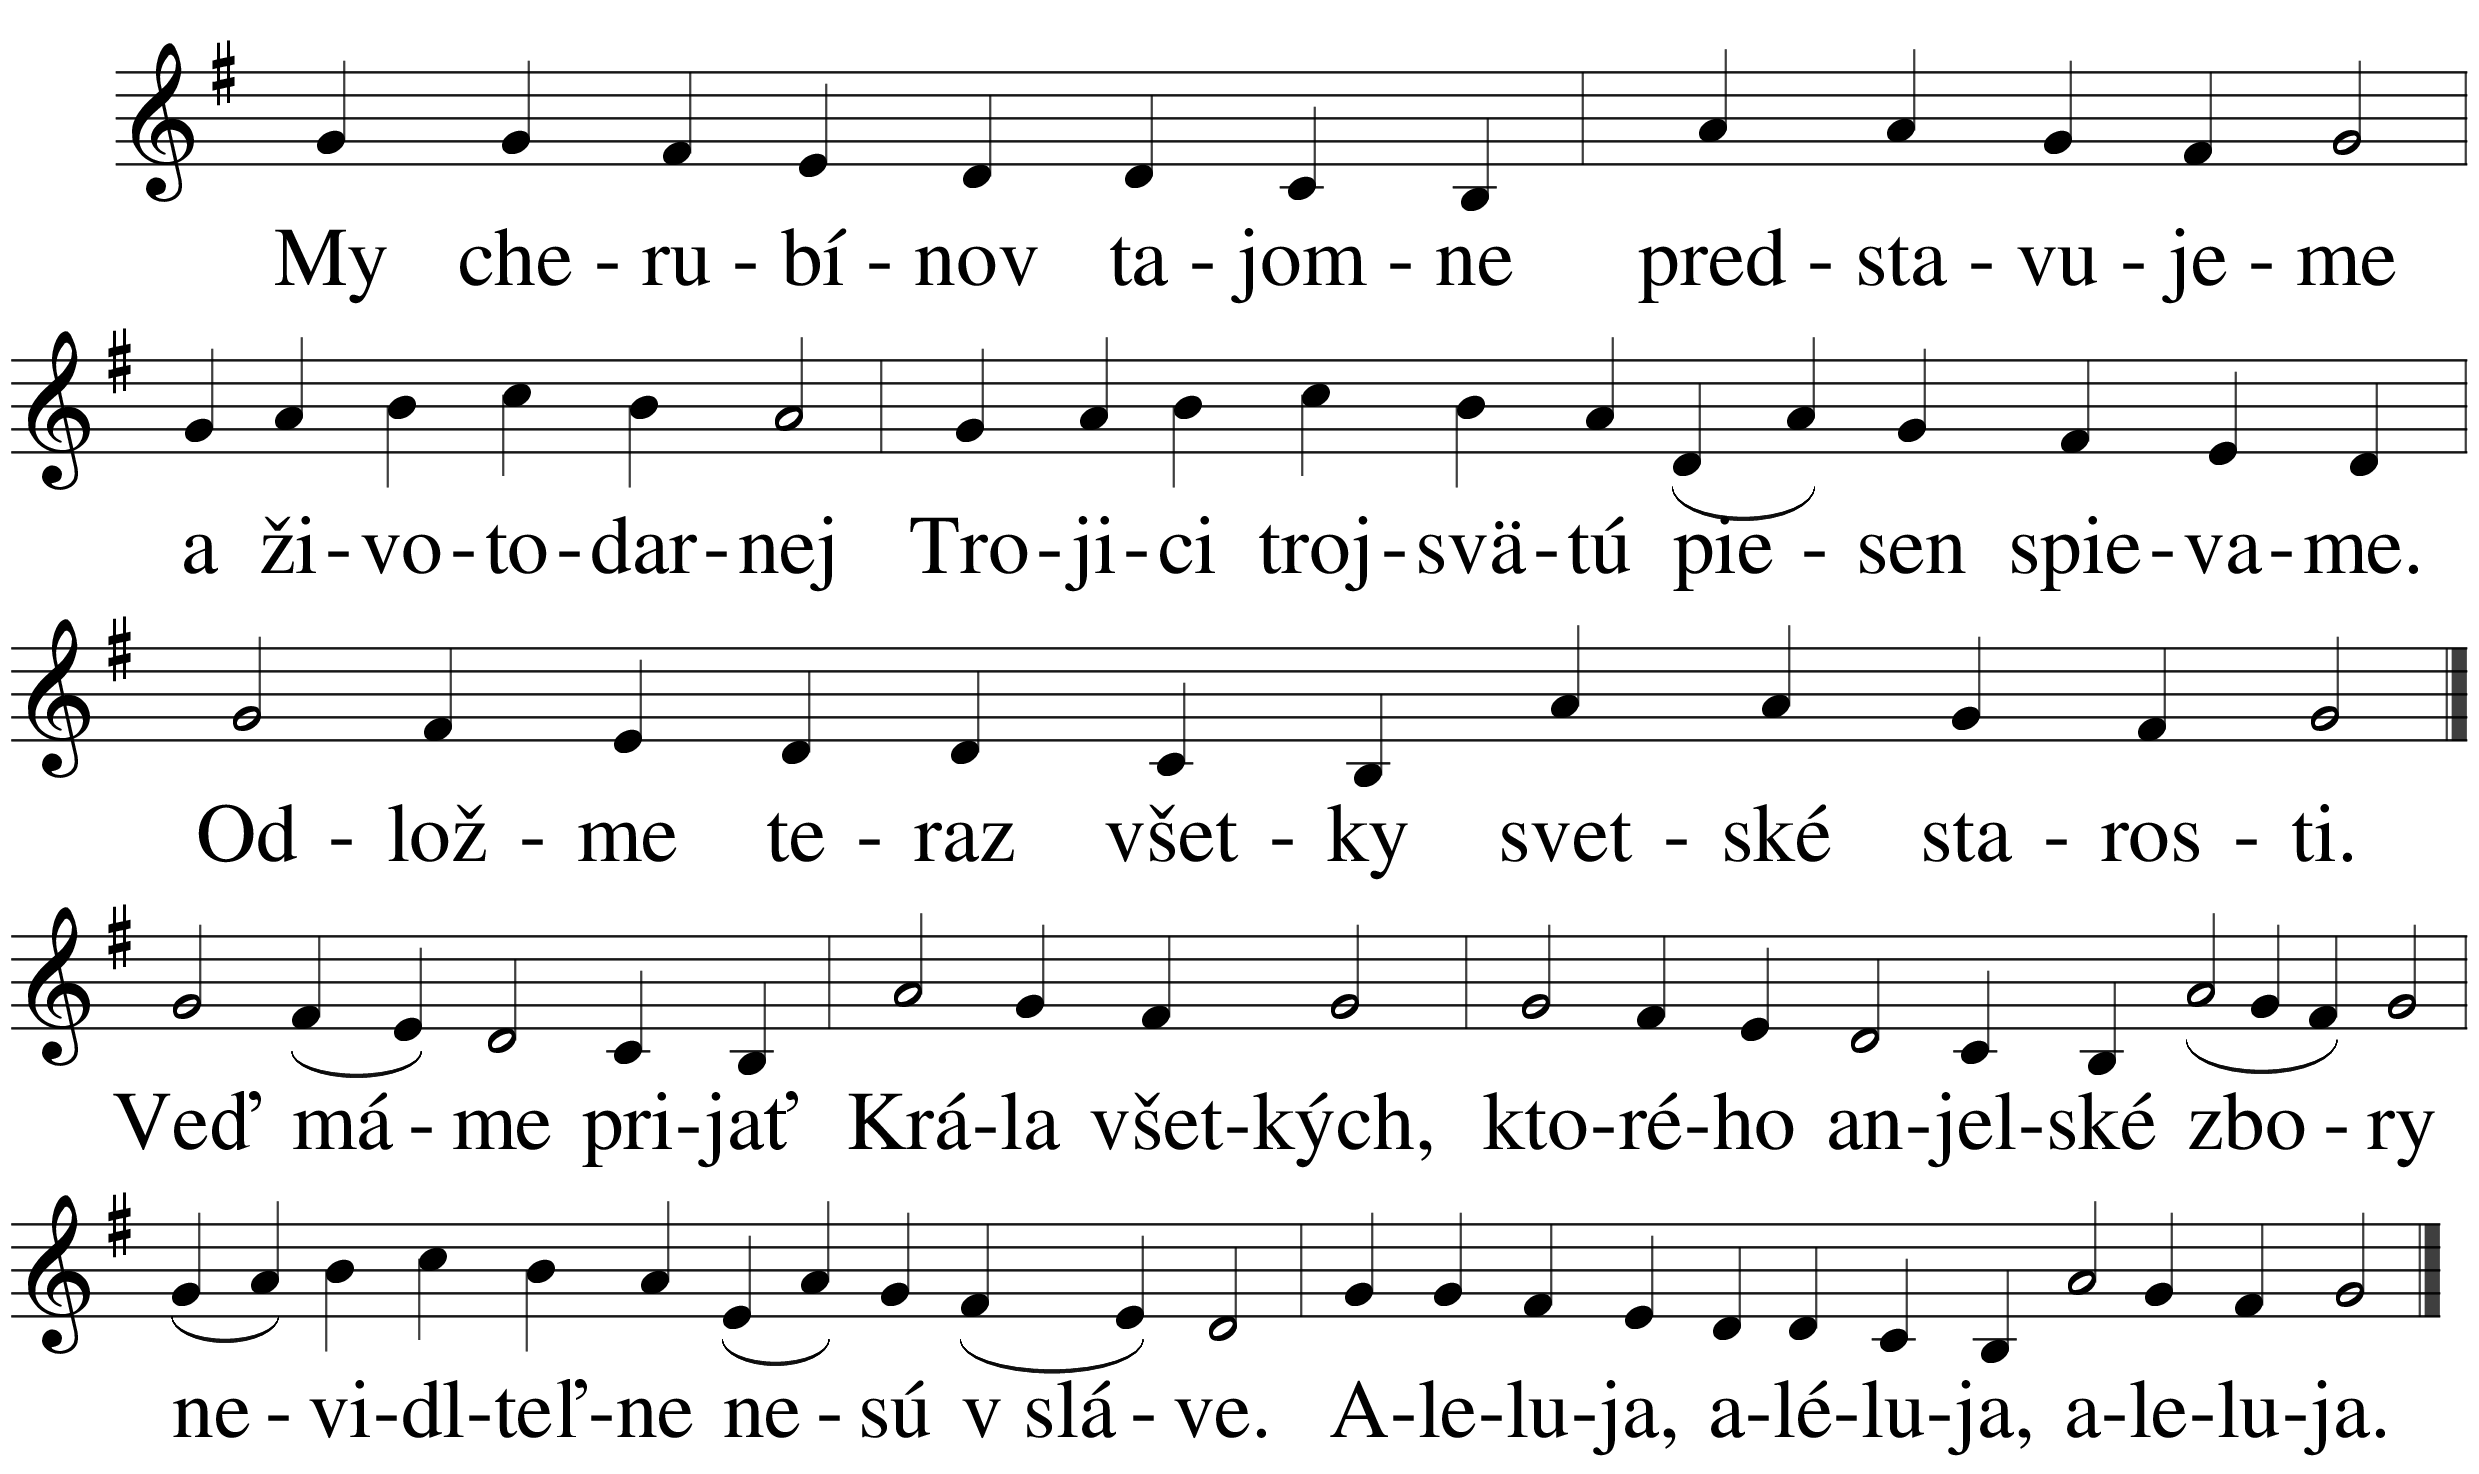 My che - ru - bí - nov ta - jom - ne pred - sta - vu - je - me
a ži - vo - to - dar - nej Tro - ji - ci troj - svä - tú pie - sen spie - va - me.
Od - lož - me te - raz všet - ky svet - ské sta - ros - ti.
Veď má - me pri - jať Krá - la všet - kých, kto - ré - ho an - jel - ské zbo - ry
ne - vi - dl - teľ - ne ne - sú v slá - ve. A - le - lu - ja, a - lé - lu - ja, a - le - lu - ja.